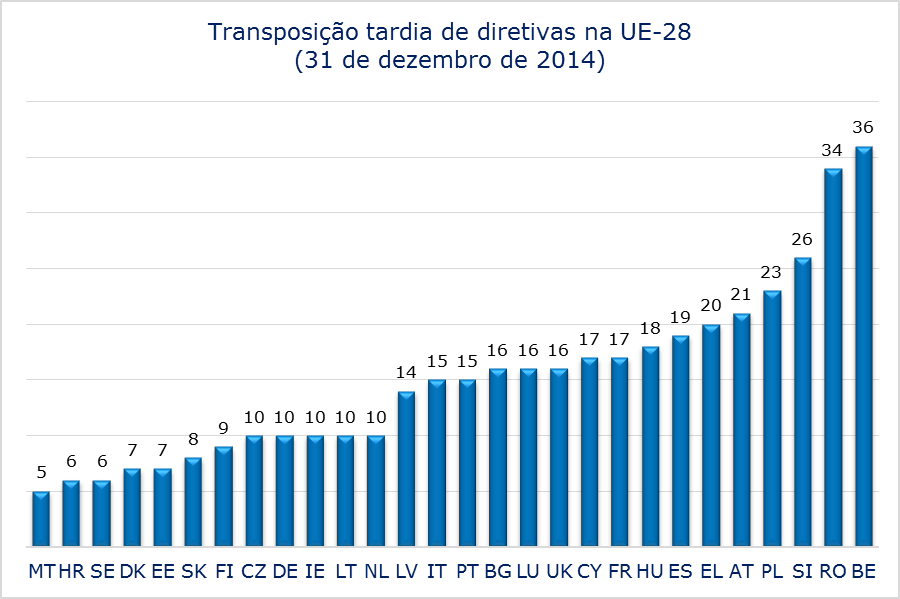 Transposição tardia de diretivas na UE-28
(31 de dezembro de 2014)
5 6 6 7 7 8 9 10 10 10 10 10 14 15 15 16 16 16 17 17 18 19 20 21 23 26 34 36
MT HR SE DK EE SK FI CZ DE IE LT NL LV IT PT BG LU UK CY FR HU ES EL AT PL SI RO BE